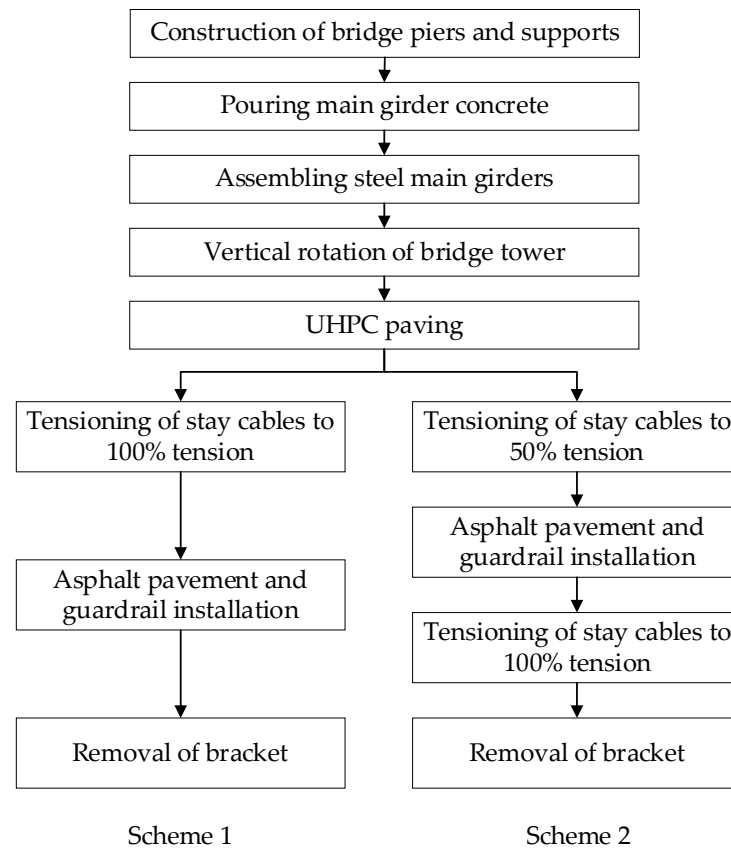 Construction of bridge piers and supports
Pouring main girder concrete
Assembling steel main girders
Vertical rotation of bridge tower
UHPC paving
Tensioning of stay cables to
100% tension
Asphalt pavement and
guardrail installation
Removal of bracket
Scheme 1
Tensioning of stay cables to
50% tension
Asphalt pavement and
guardrail installation
Tensioning of stay cables to
100% tension
Removal of bracket
Scheme 2